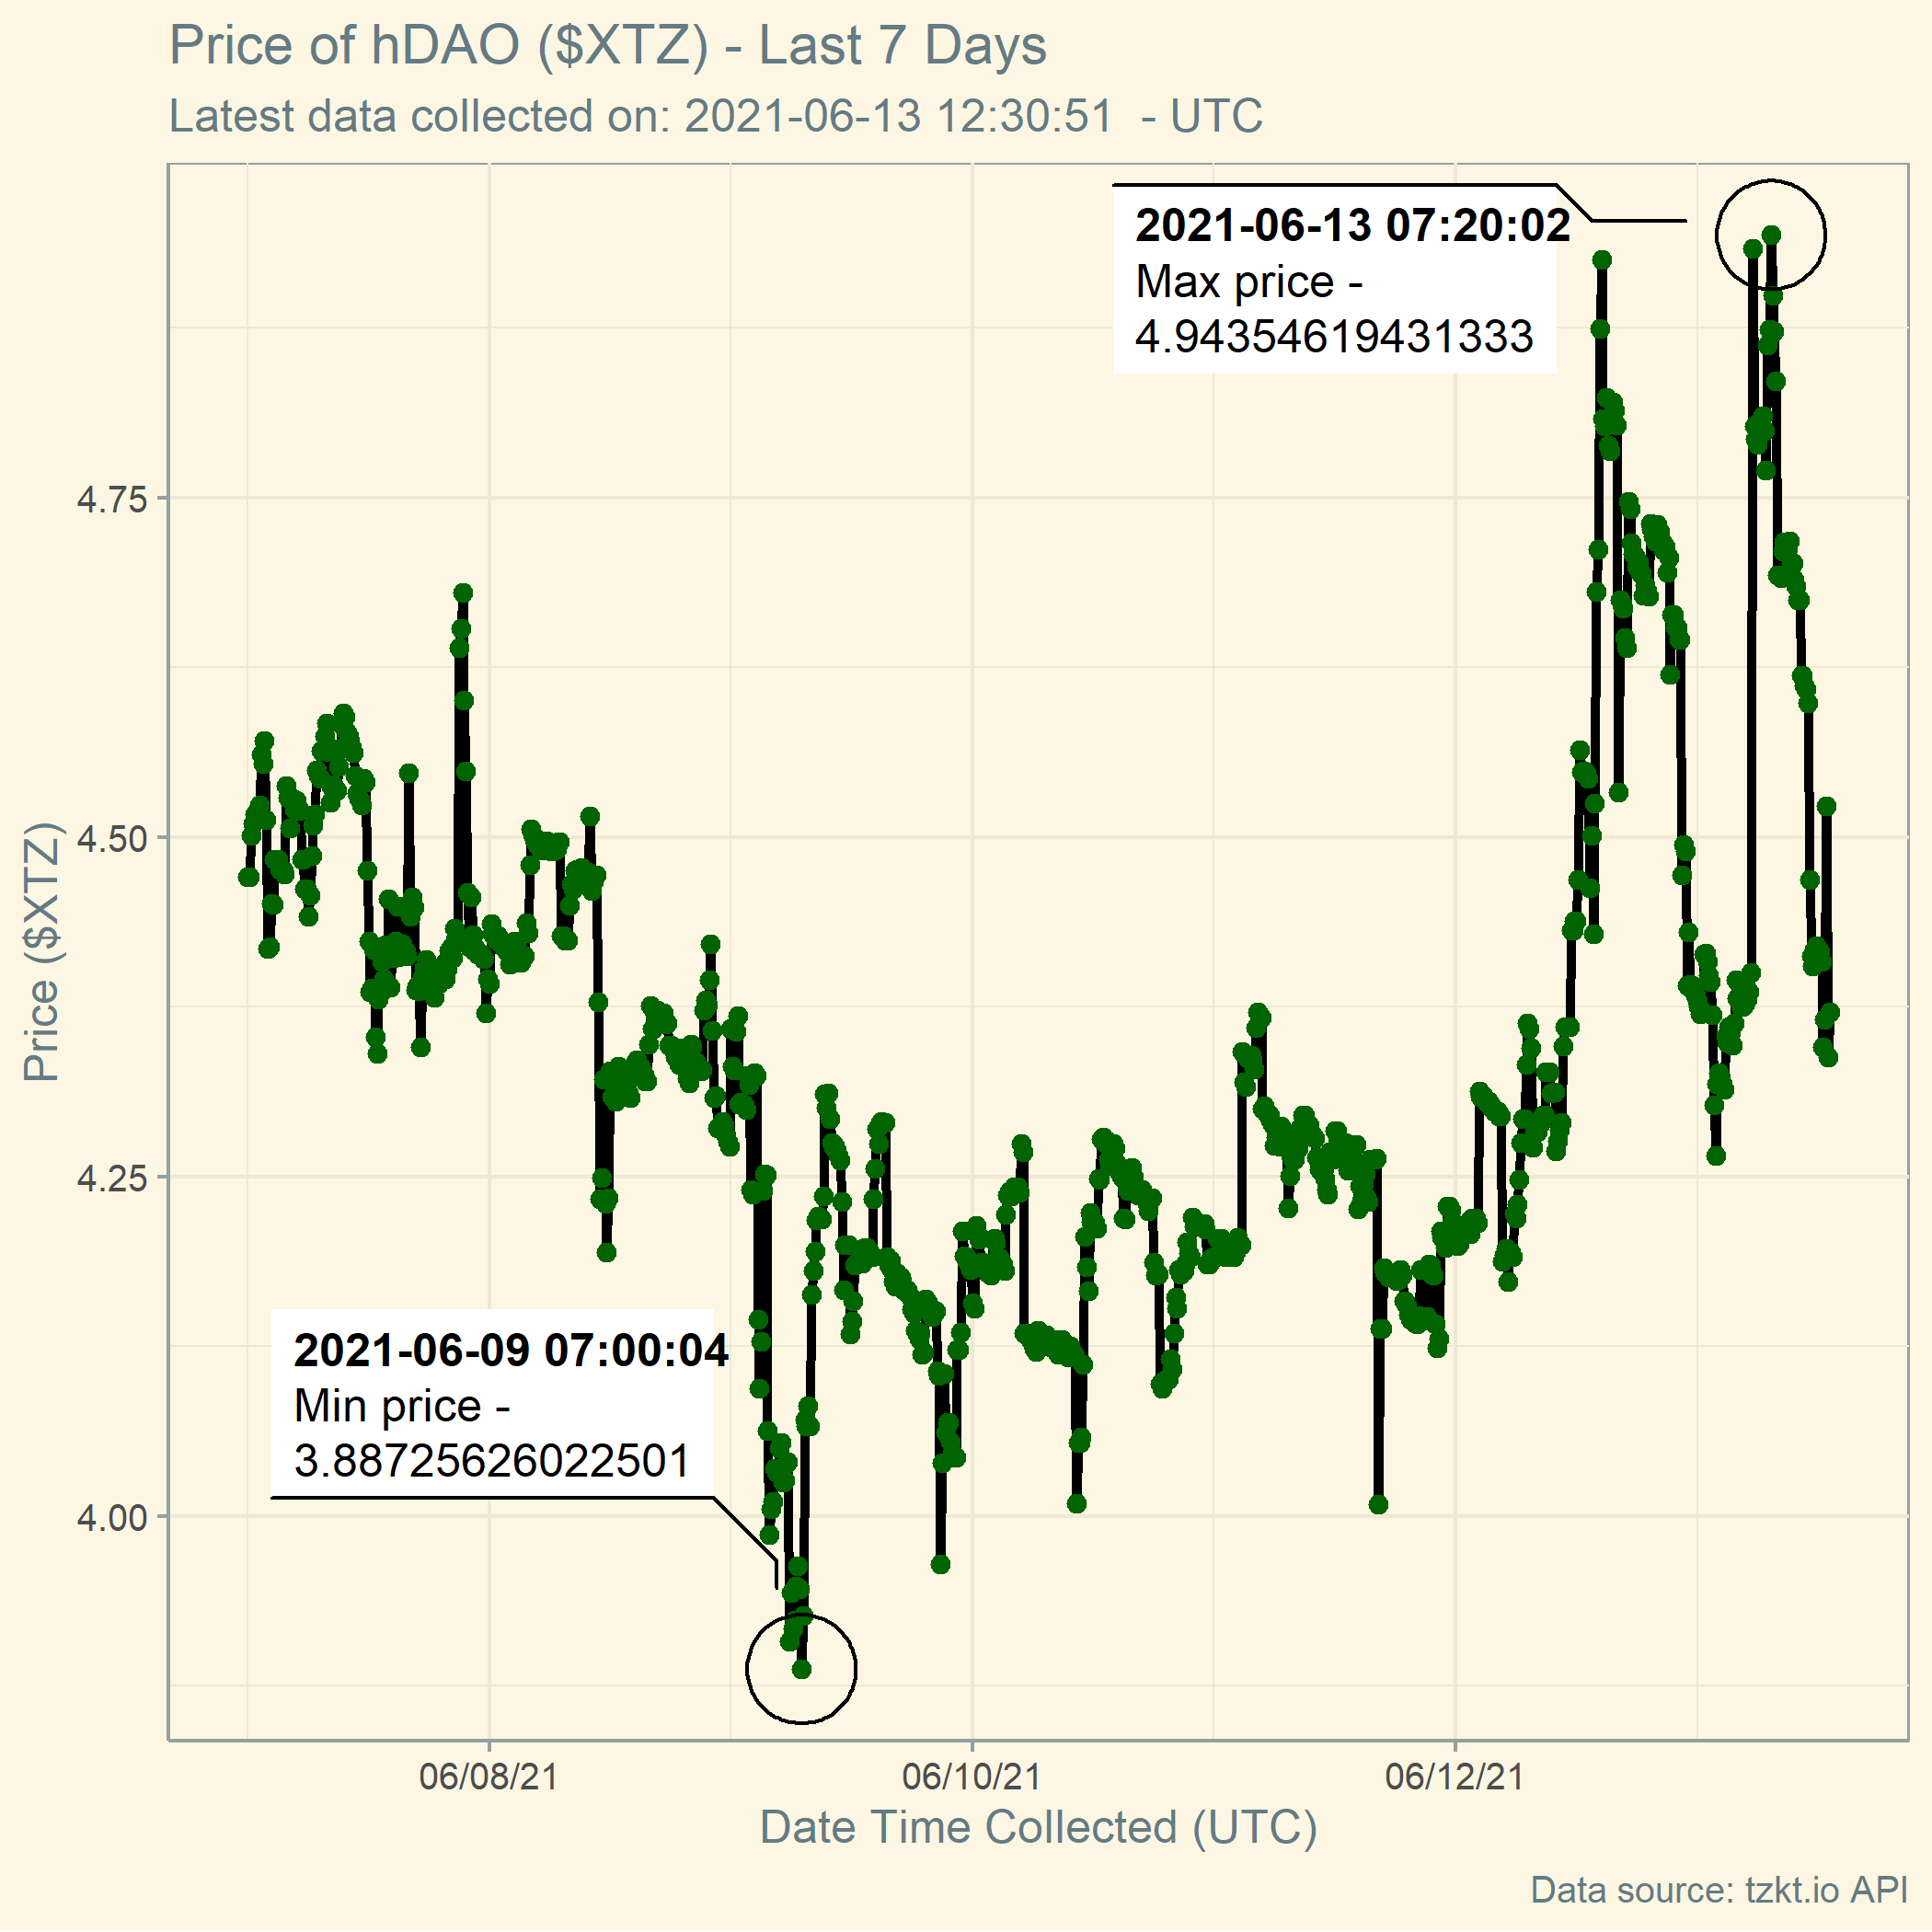 Price of hDAO ($XTZ) - Last 7 Days
Latest data collected on: 2021-06-13 12:30:51  - UTC
2021-06-13 07:20:02
Max price -
4.94354619431333
4.75
4.50
4.25
4.00
Price ($XTZ)
2021-06-09 07:00:04
Min price -
3.88725626022501
06/08/21
06/10/21
06/12/21
Date Time Collected (UTC)
Data source: tzkt.io API